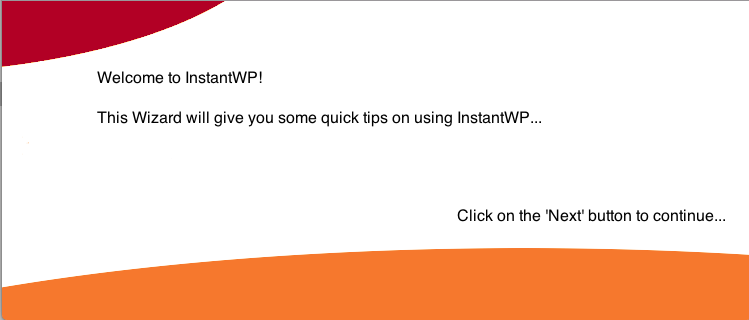 Welcome to InstantWP!
This Wizard will give you some quick tips on using InstantWP...
Click on the 'Next' button to continue...